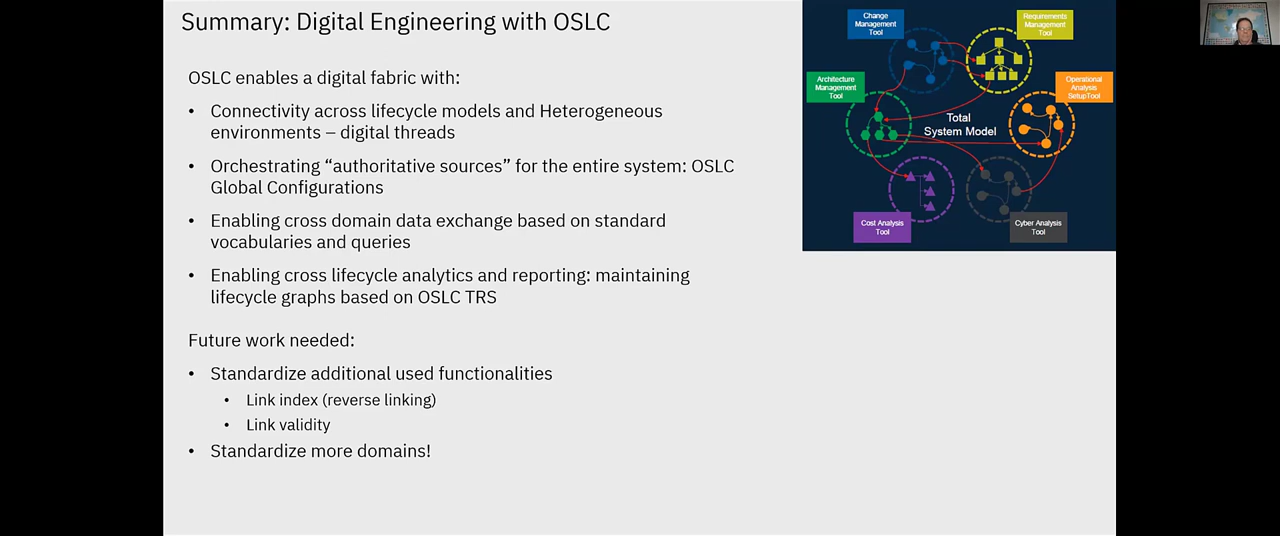 Summary: Digital Engineering with OSLC
OSLC enables a digital fabric with:
• Connectivity across lifecycle models and Heterogeneous
environments – digital threads
• Orchestrating “authoritative sources” for the entire system: OSLC
Global Configurations
• Enabling cross domain data exchange based on standard
vocabularies and queries
• Enabling cross lifecycle analytics and reporting: maintaining
lifecycle graphs based on OSLC TRS
Future work needed:
• Standardize additional used functionalities
• Link index (reverse linking)
• Link validity
• Standardize more domains!
Change
Management
Tool
Requirements
Management
Tool
Architecture
Management
Tool
Operational
Analysis
SetupTool
Total
System Model
Cost Analysis
Tool
Cyber Analysis
Tool